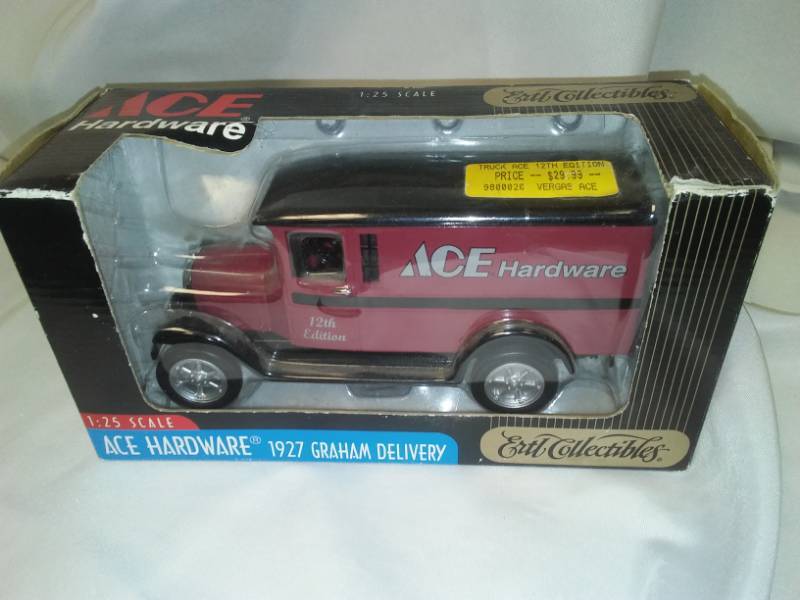 ACE
Hardware®
1:25 SCALE
Ertl Collectibles
TRUCK ACE 12TH EDITION
PRICE -- $29.99 --
9800026 VERGAS ACE
ACE Hardware
12th
Edition
1:25 SCALE
ACE HARDWARE® 1927 GRAHAM DELIVERY
Ertl Collectibles